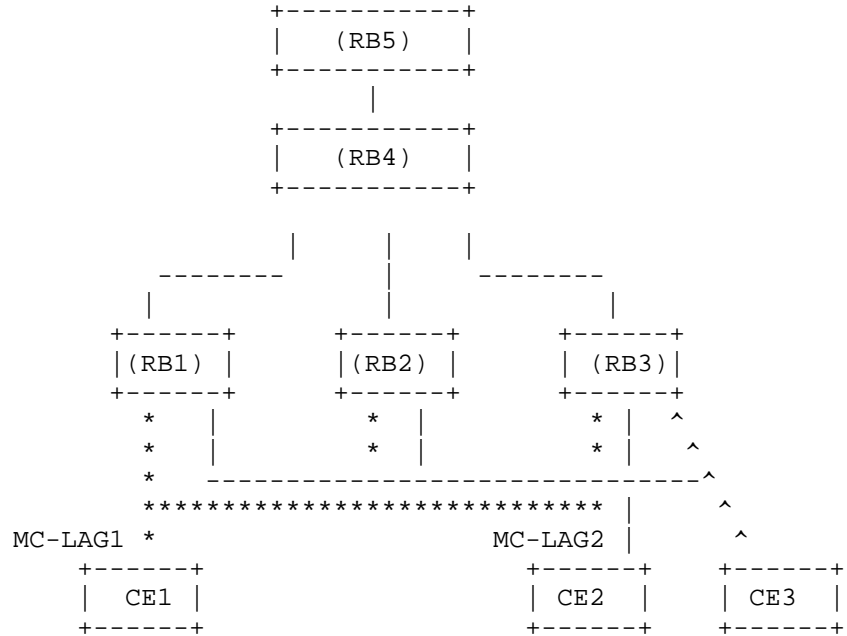 (RB5)
(RB4)
(RB1) (RB2) (RB3)
MC-LAG1 MC-LAG2
CE1 CE2 CE3